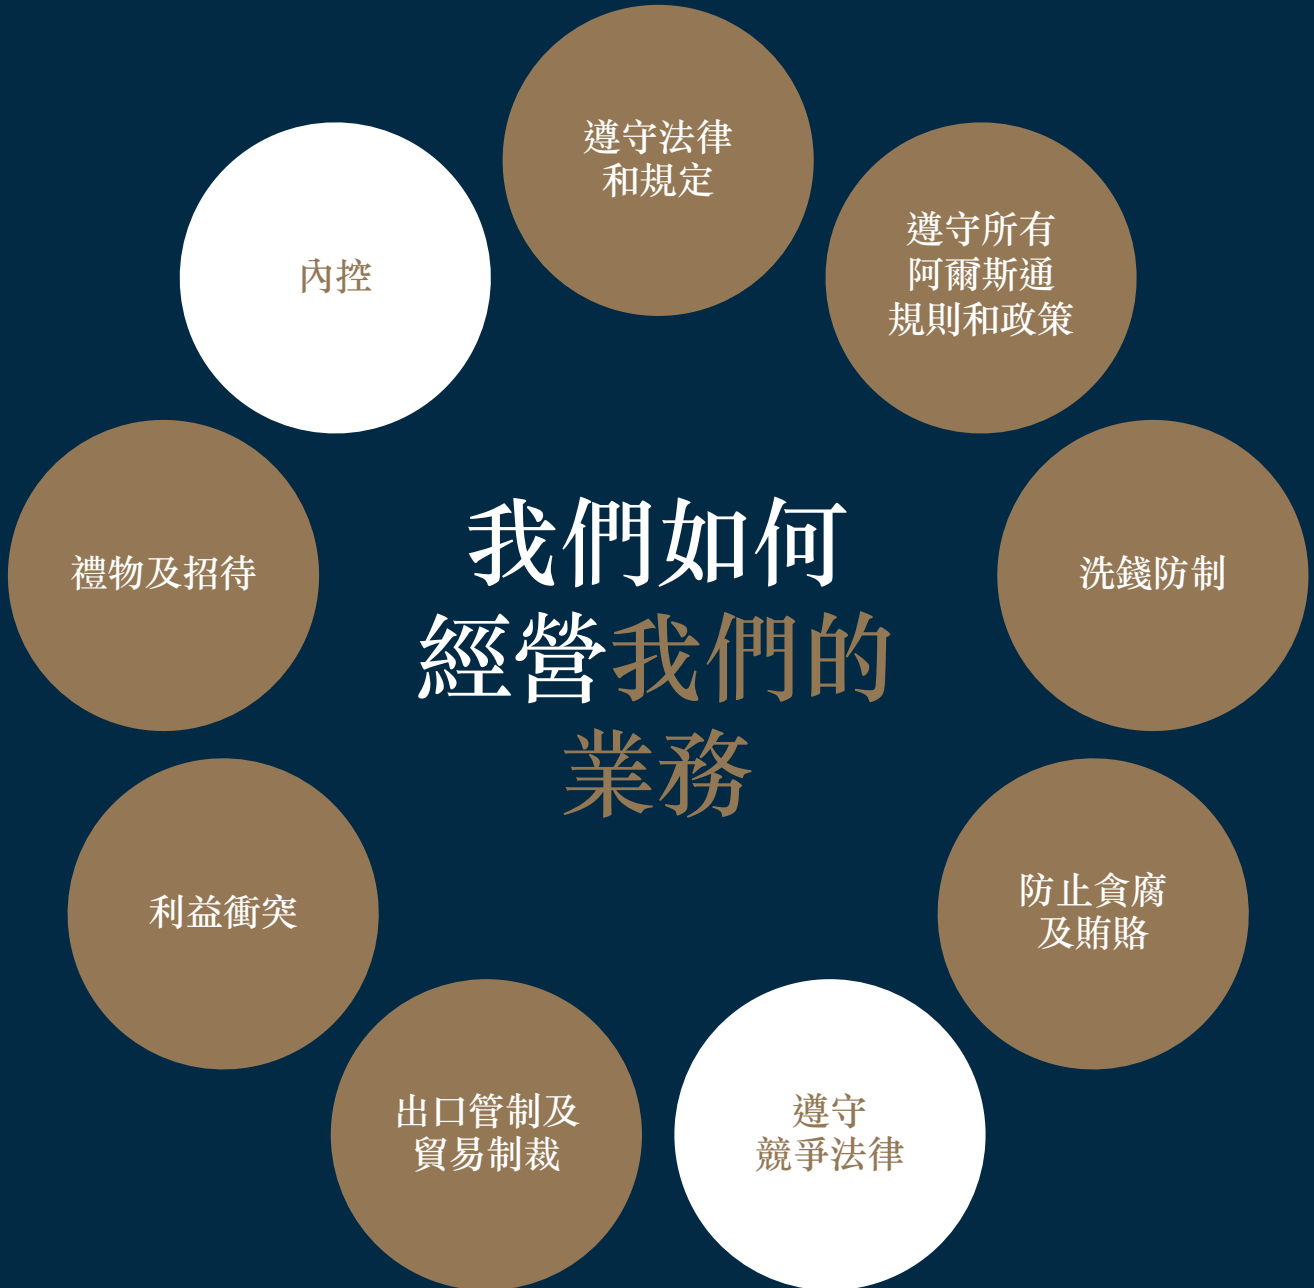 遵守法律
和規定
遵守所有
阿爾斯通
規則和政策
內控
我們如何
經營我們的
業務
禮物及招待
洗錢防制
利益衝突
防止貪腐
及賄賂
出口管制及
貿易制裁
遵守
競爭法律